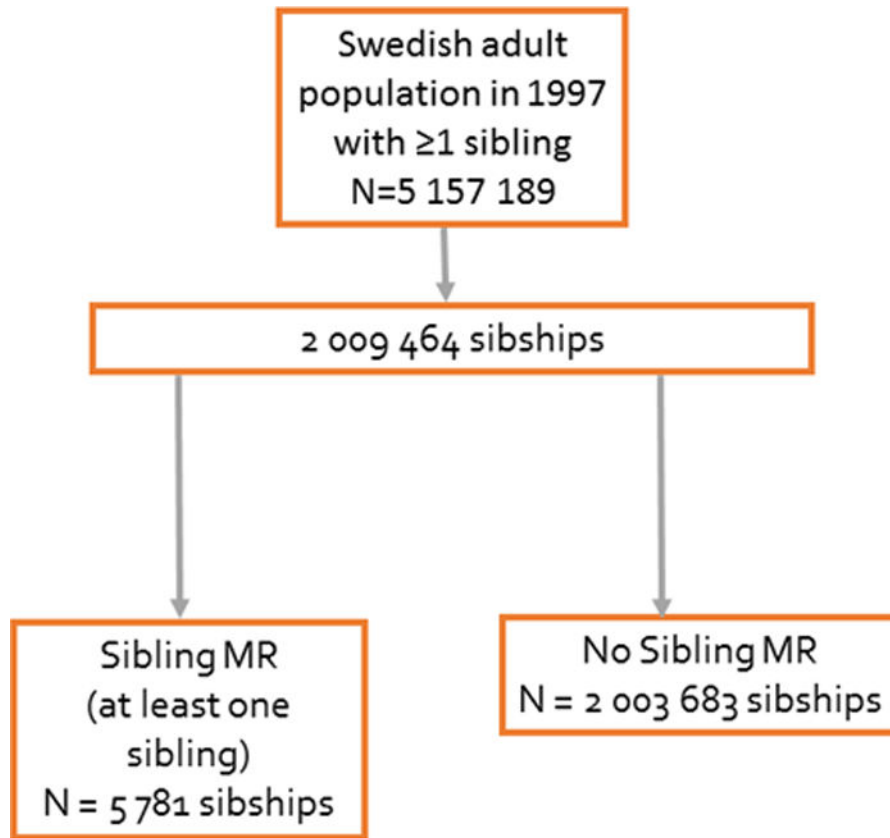 Swedish adult
population in 1997
with ≥1 sibling
N=5 157 189
2 009 464 sibships
Sibling MR
(at least one
sibling)
N = 5 781 sibships
No Sibling MR
N = 2 003 683 sibships